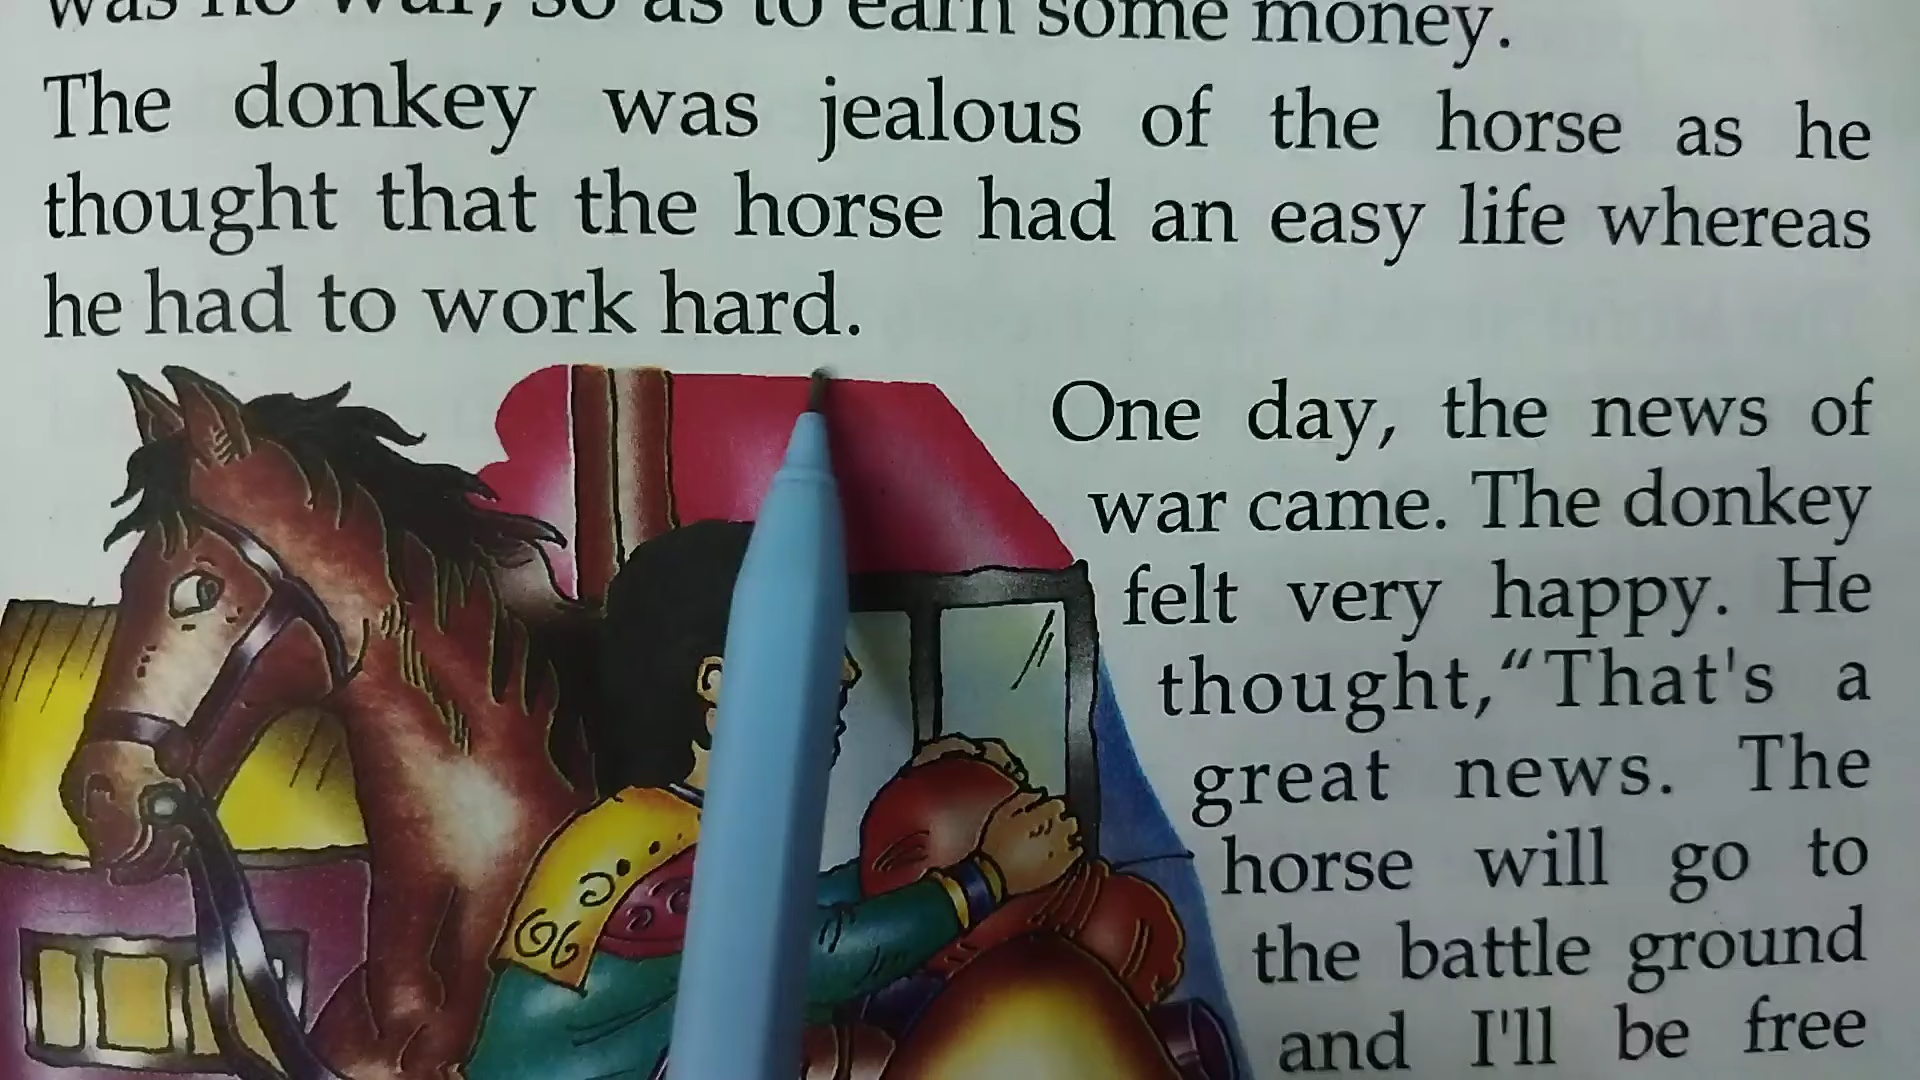 was no war, so as to earn some money.
The donkey was jealous of the horse as he
thought that the horse had an easy life whereas
he had to work hard.
One day, the news of
war came. The donkey
felt very happy. He
thought, “That's a
great news. The
horse will go to
the battle ground
and I'll be free